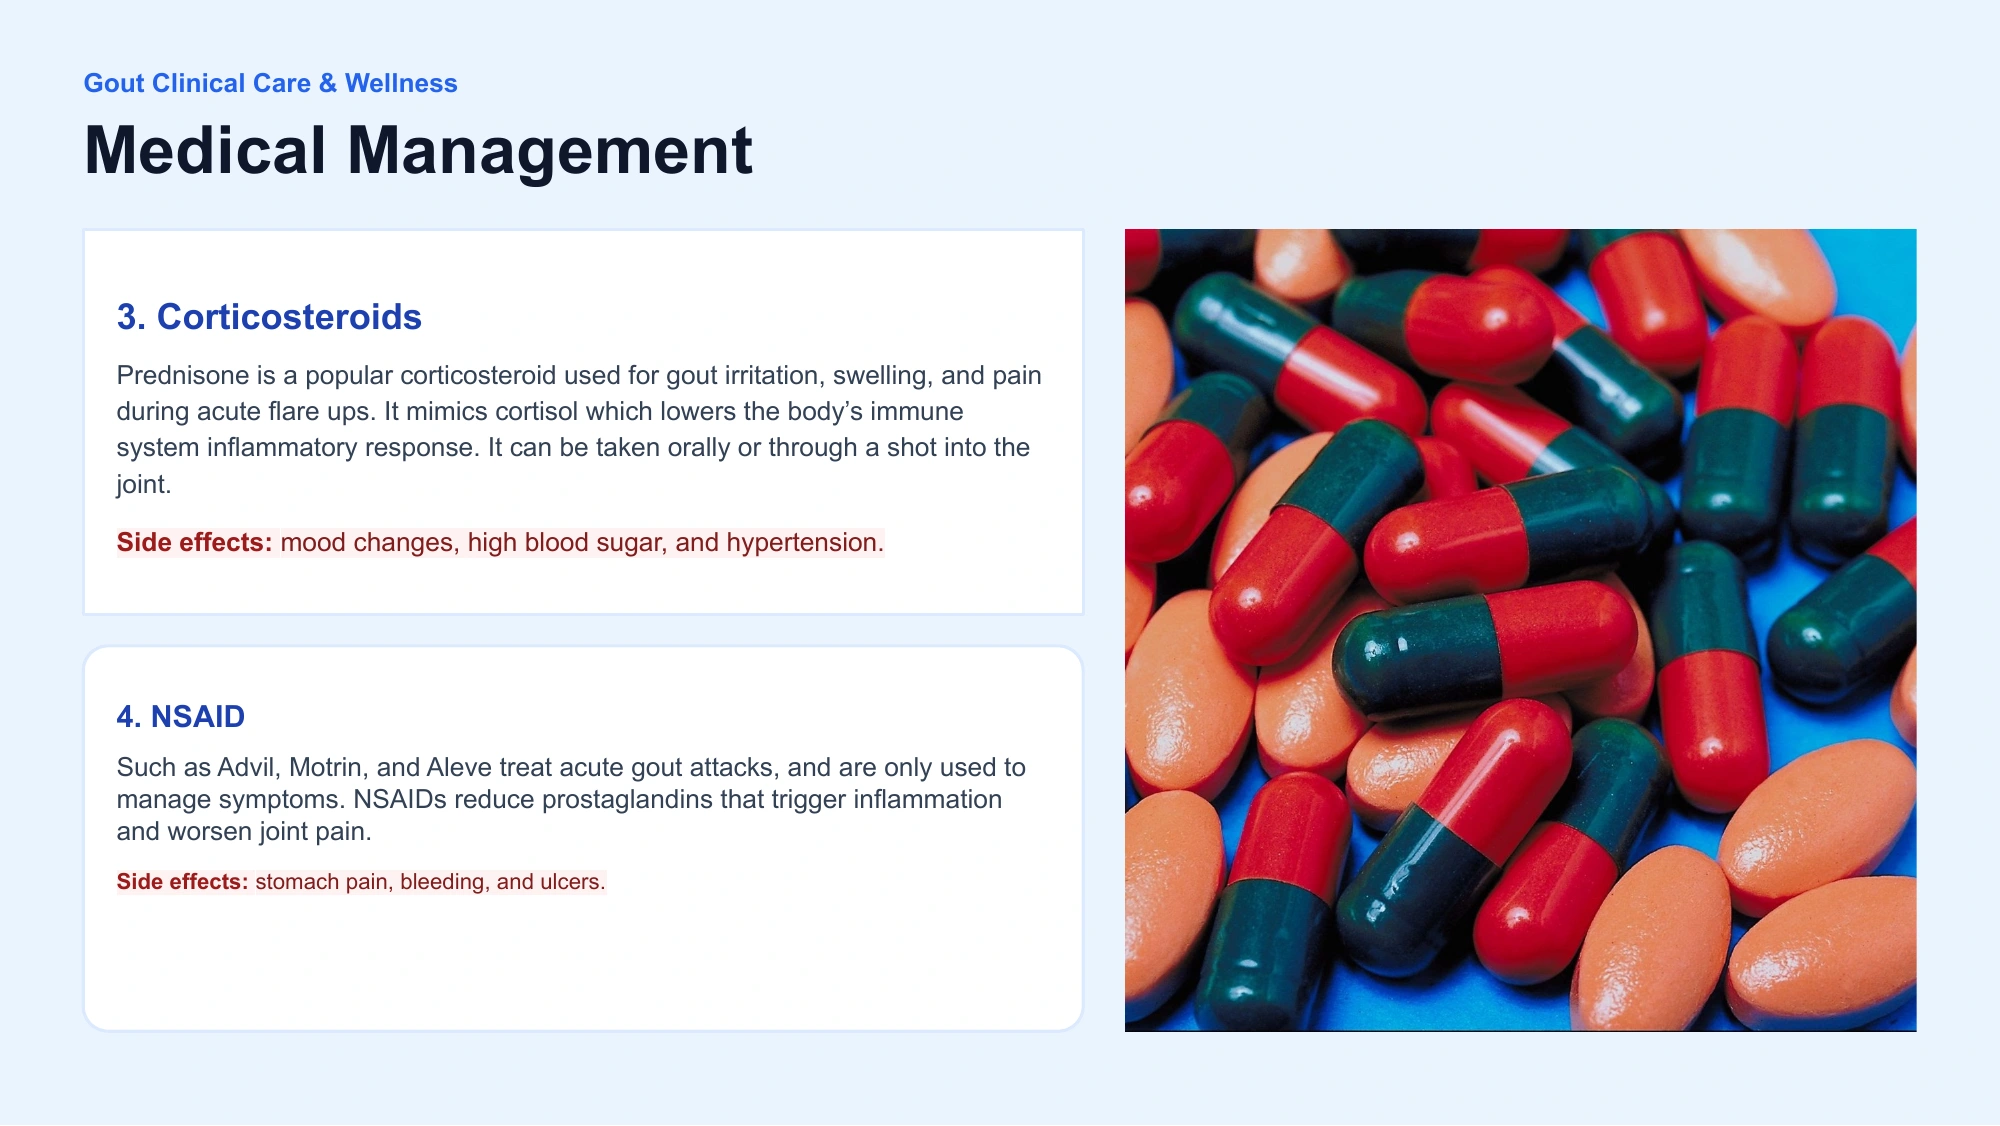 Gout Clinical Care & Wellness
Medical Management
3. Corticosteroids
Prednisone is a popular corticosteroid used for gout irritation, swelling, and pain
during acute flare ups. It mimics cortisol which lowers the body’s immune
system inflammatory response. It can be taken orally or through a shot into the
joint.
Side effects: mood changes, high blood sugar, and hypertension.
4. NSAID
Such as Advil, Motrin, and Aleve treat acute gout attacks, and are only used to
manage symptoms. NSAIDs reduce prostaglandins that trigger inflammation
and worsen joint pain.
Side effects: stomach pain, bleeding, and ulcers.